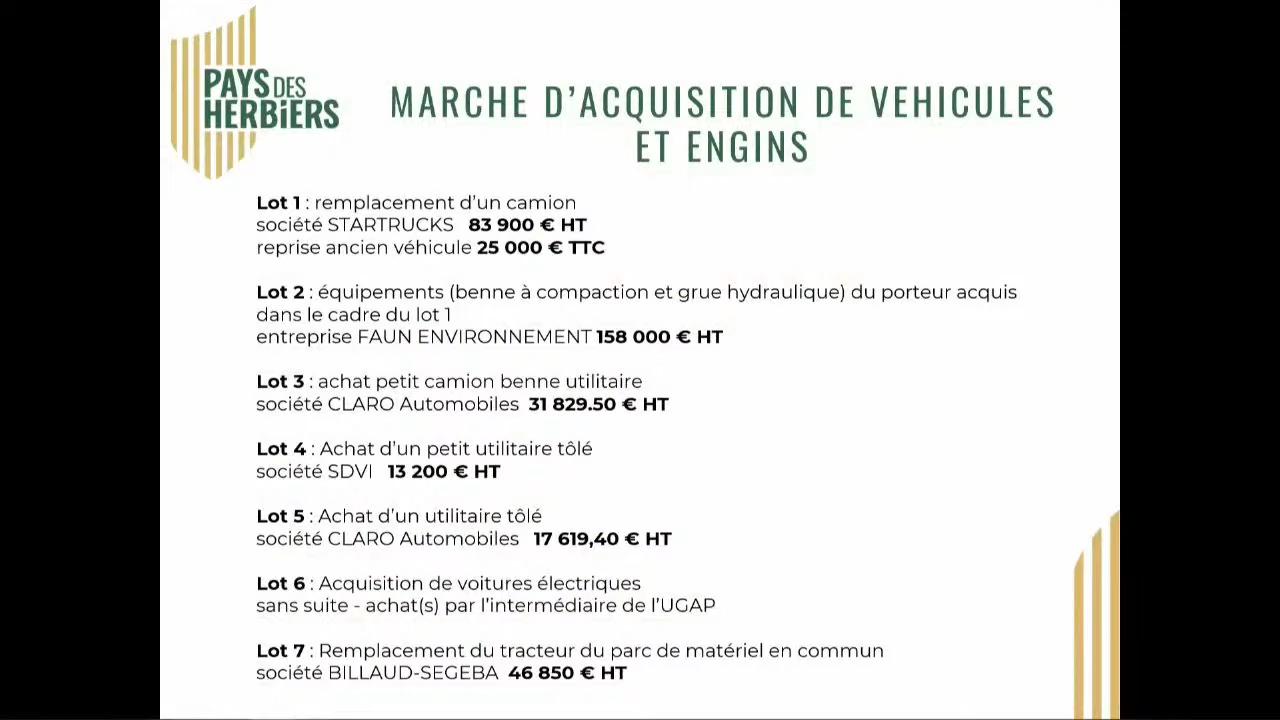 PAYS DES
HERBiERS
MARCHE D’ACQUISITION DE VEHICULES
ET ENGINS
Lot 1 : remplacement d’un camion
société STARTRUCKS 83 900 € HT
reprise ancien véhicule 25 000 € TTC
Lot 2 : équipements (benne à compaction et grue hydraulique) du porteur acquis
dans le cadre du lot 1
entreprise FAUN ENVIRONNEMENT 158 000 € HT
Lot 3 : achat petit camion benne utilitaire
société CLARO Automobiles 31 829.50 € HT
Lot 4 : Achat d’un petit utilitaire tôlé
société SDVI 13 200 € HT
Lot 5 : Achat d’un utilitaire tôlé
société CLARO Automobiles 17 619,40 € HT
Lot 6 : Acquisition de voitures électriques
sans suite - achat(s) par l’intermédiaire de l’UGAP
Lot 7 : Remplacement du tracteur du parc de matériel en commun
société BILLAUD-SEGEBA 46 850 € HT